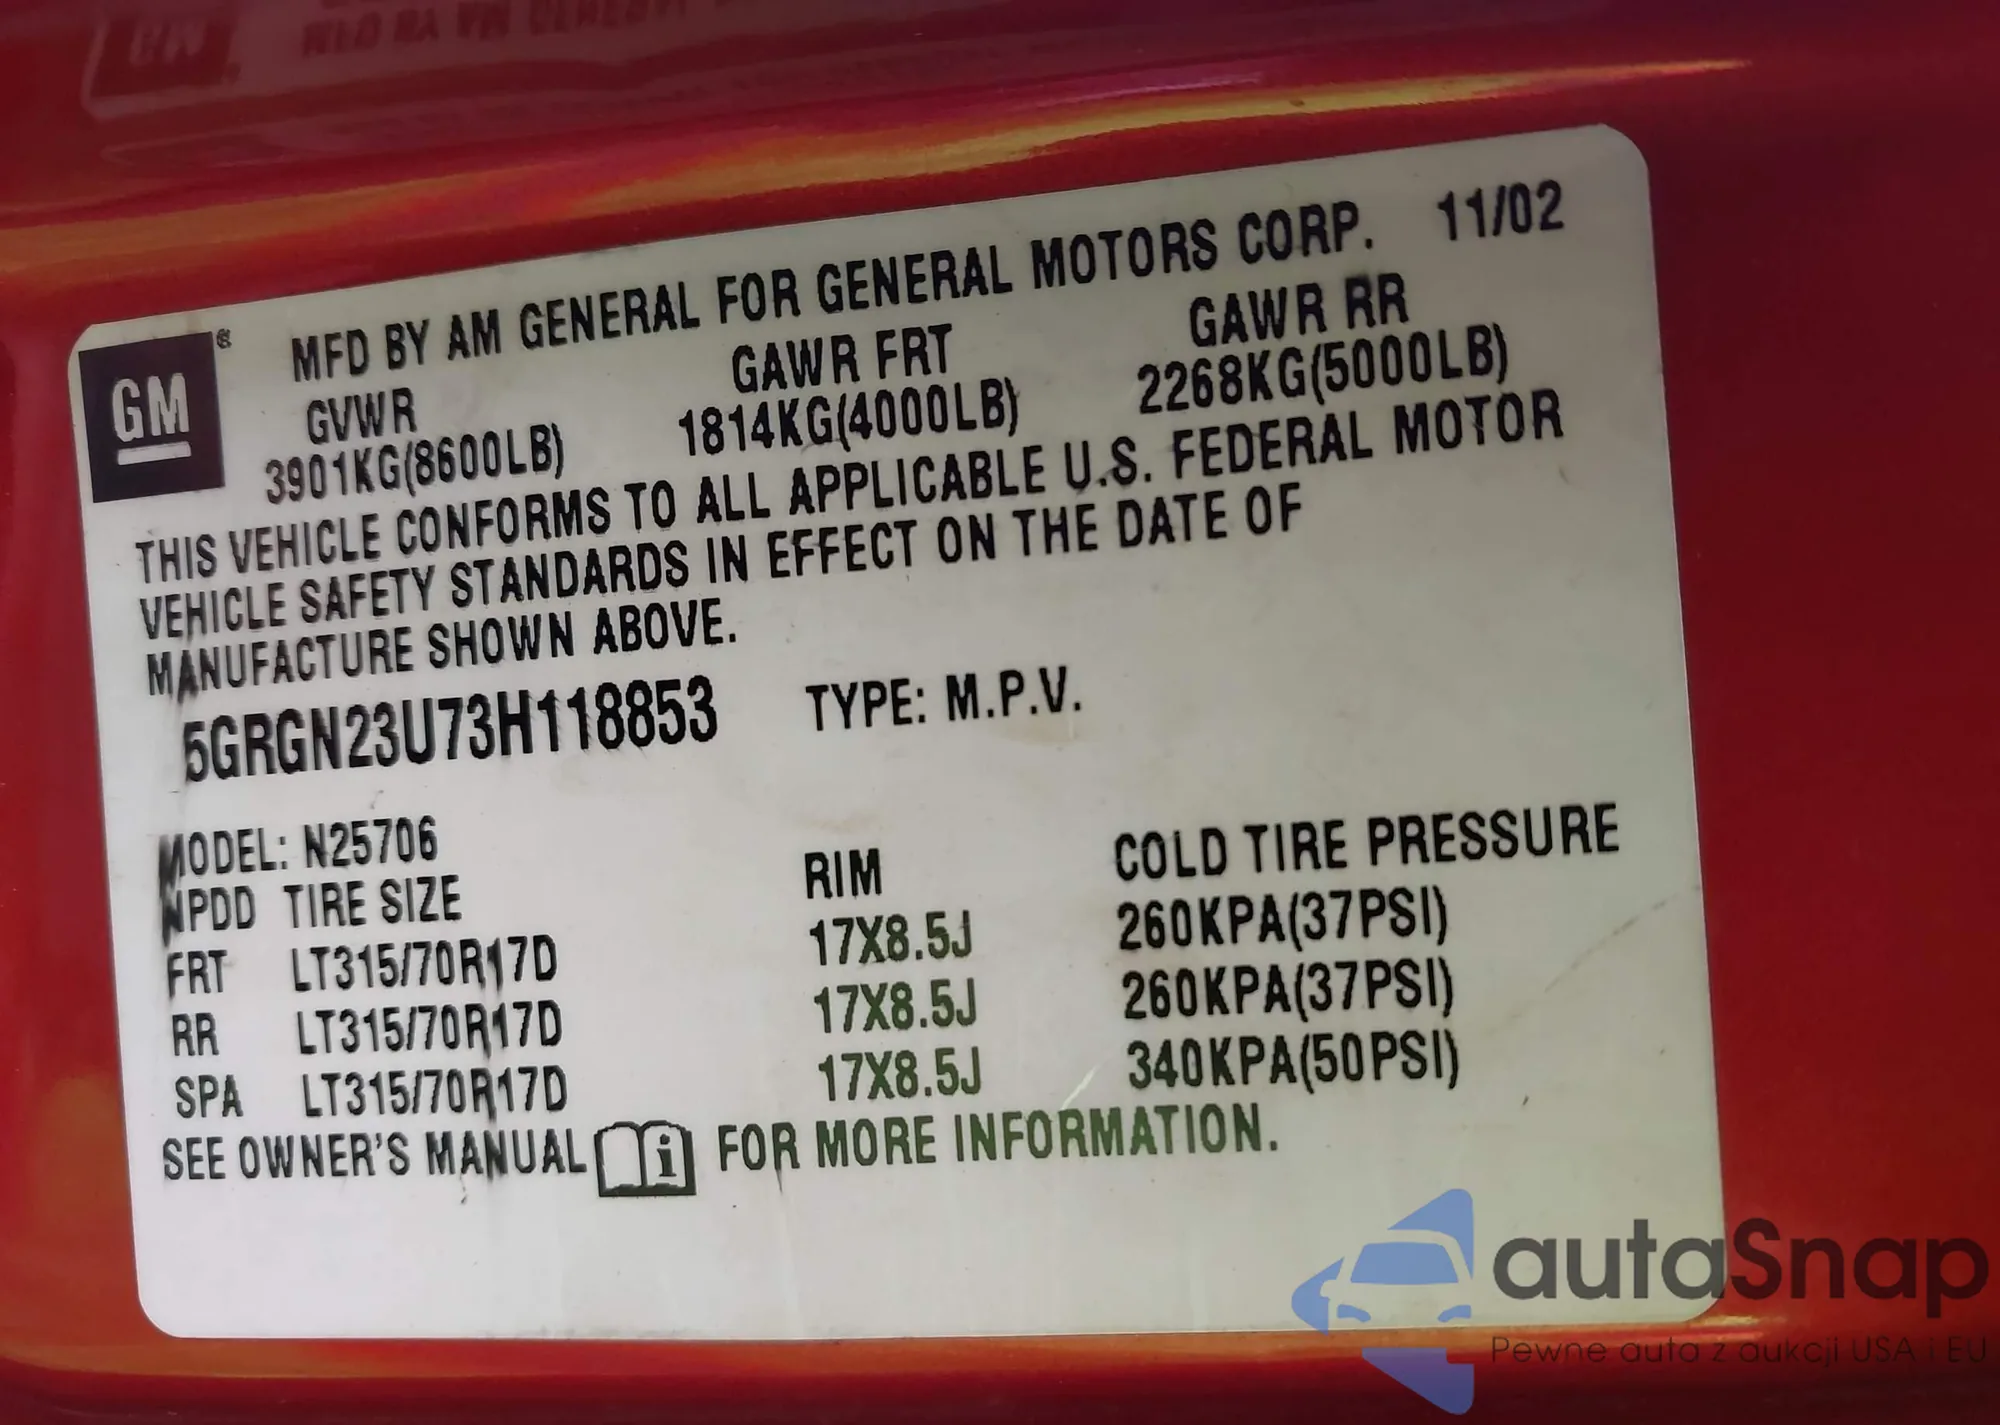 MFD BY AM GENERAL FOR GENERAL MOTORS CORP. 11/02
GM®
GVWR GAWR FRT GAWR RR
3901KG(8600LB) 1814KG(4000LB) 2268KG(5000LB)
THIS VEHICLE CONFORMS TO ALL APPLICABLE U.S. FEDERAL MOTOR
VEHICLE SAFETY STANDARDS IN EFFECT ON THE DATE OF
MANUFACTURE SHOWN ABOVE.
5GRGN23U73H118853 TYPE: M.P.V.
MODEL: N25706
NPDD TIRE SIZE RIM COLD TIRE PRESSURE
FRT LT315/70R17D 17X8.5J 260KPA(37PSI)
RR LT315/70R17D 17X8.5J 260KPA(37PSI)
SPA LT315/70R17D 17X8.5J 340KPA(50PSI)
SEE OWNER'S MANUAL i FOR MORE INFORMATION.
autaSnap
Pewne auta z aukcji USA i EU